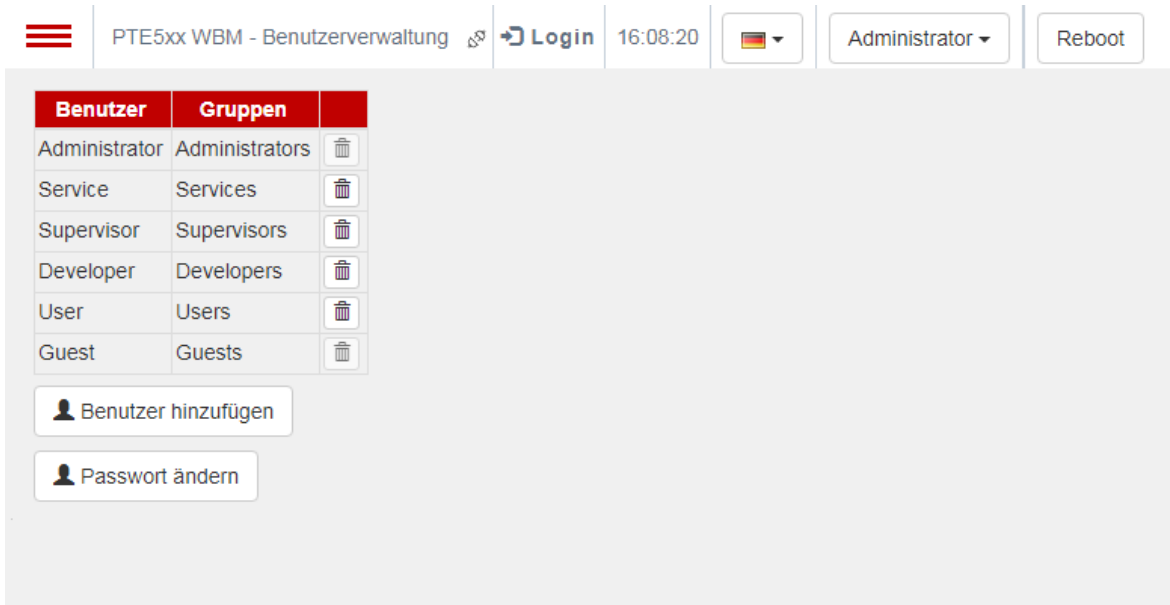 PTE5xx WBM - Benutzerverwaltung Login 16:08:20 Administrator Reboot
Benutzer Gruppen
Administrator Administrators
Service Services
Supervisor Supervisors
Developer Developers
User Users
Guest Guests
Benutzer hinzufügen
Passwort ändern